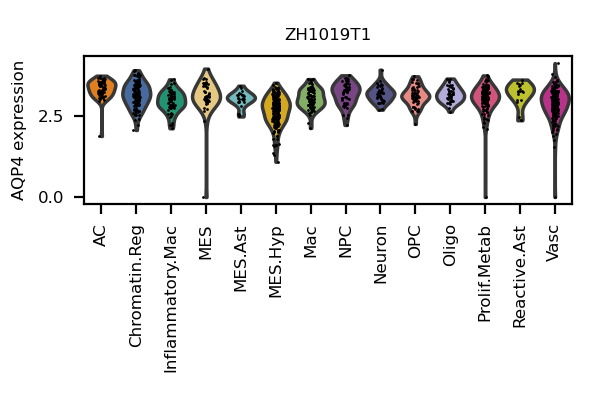 ZH1019T1
AQP4 expression
2.5
0.0
AC
Chromatin.Reg
Inflammatory.Mac
MES
MES.Ast
MES.Hyp
Mac
NPC
Neuron
OPC
Oligo
Prolif.Metab
Reactive.Ast
Vasc